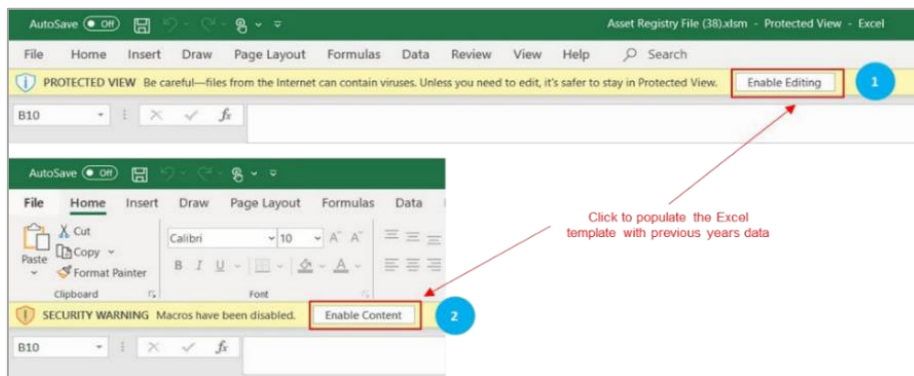 AutoSave Off Asset Registry File (38).xlsm - Protected View - Excel
File Home Insert Draw Page Layout Formulas Data Review View Help Search
PROTECTED VIEW Be careful—files from the Internet can contain viruses. Unless you need to edit, it's safer to stay in Protected View. Enable Editing 1
B10 fx
AutoSave Off
File Home Insert Draw Page Layout Formulas Data
Click to populate the Excel
template with previous years data
Cut
Copy
Format Painter
Paste
Calibri 10 A A
B I U A
Clipboard Font
SECURITY WARNING Macros have been disabled. Enable Content 2
B10 fx